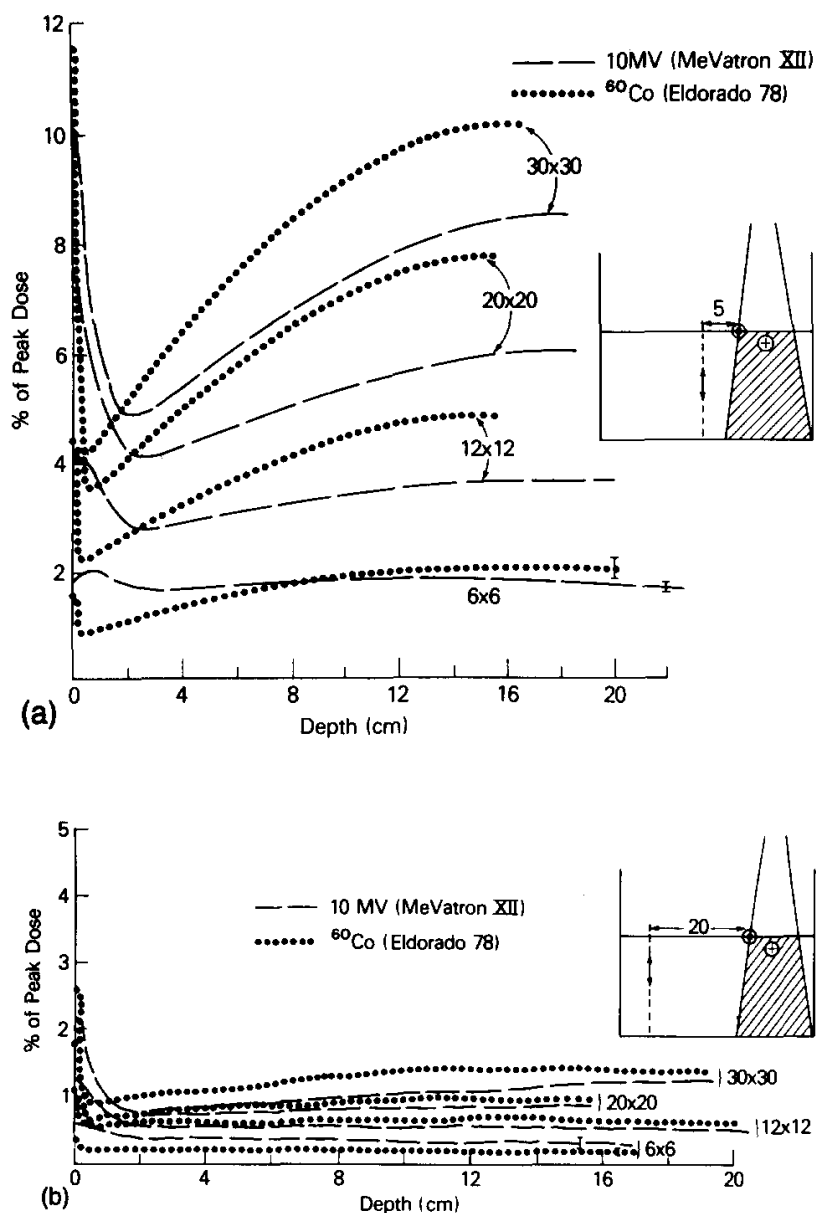 12
10
8
6
4
2
% of Peak Dose
10MV (MeVatron XII)
60Co (Eldorado 78)
30x30
20x20
12x12
6x6
5
0 4 8 12 16 20
Depth (cm)
(a)
5
4
3
2
1
0
% of Peak Dose
10 MV (MeVatron XII)
60Co (Eldorado 78)
20
30x30
20x20
12x12
6x6
0 4 8 12 16 20
Depth (cm)
(b)